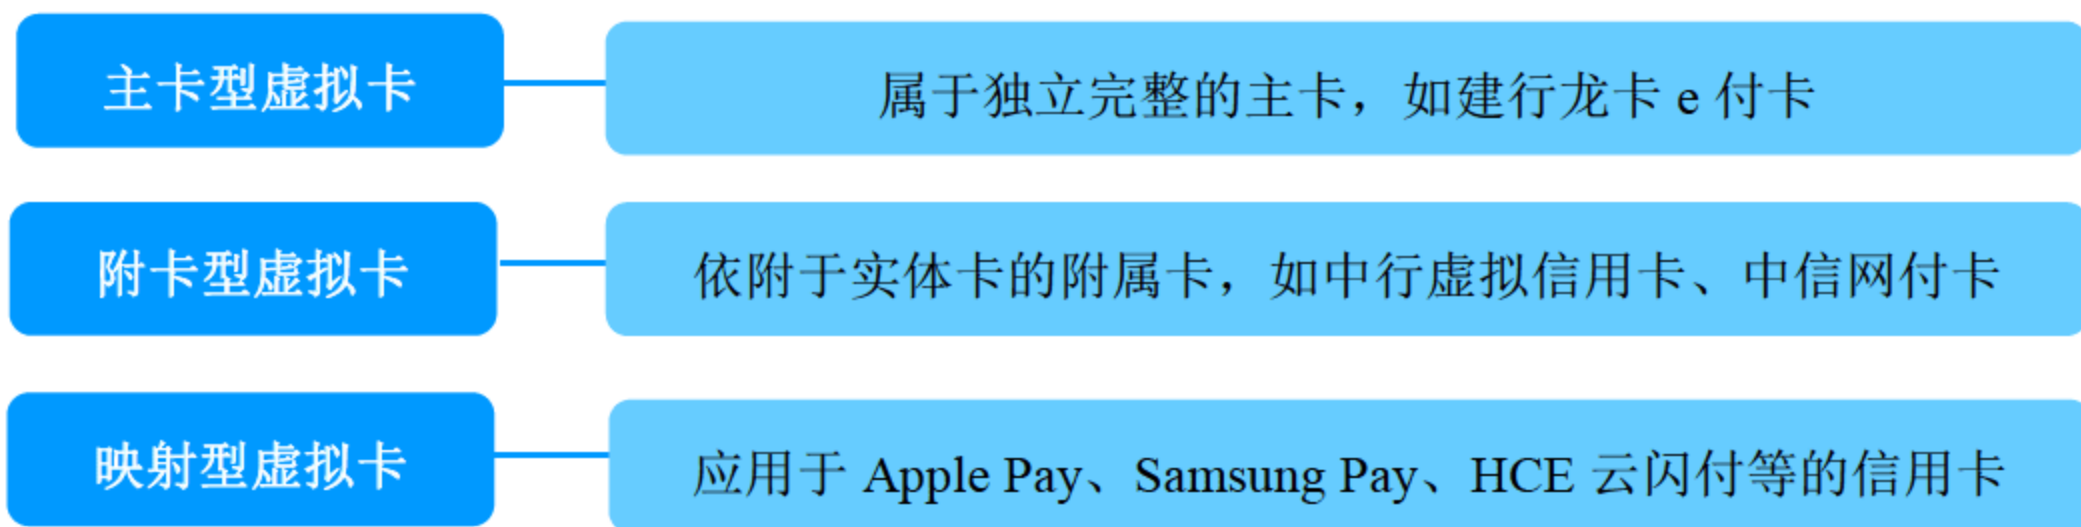 主卡型虚拟卡
属于独立完整的主卡，如建行龙卡 e 付卡
附卡型虚拟卡
依附于实体卡的附属卡，如中行虚拟信用卡、中信网付卡
映射型虚拟卡
应用于 Apple Pay、Samsung Pay、HCE 云闪付等的信用卡